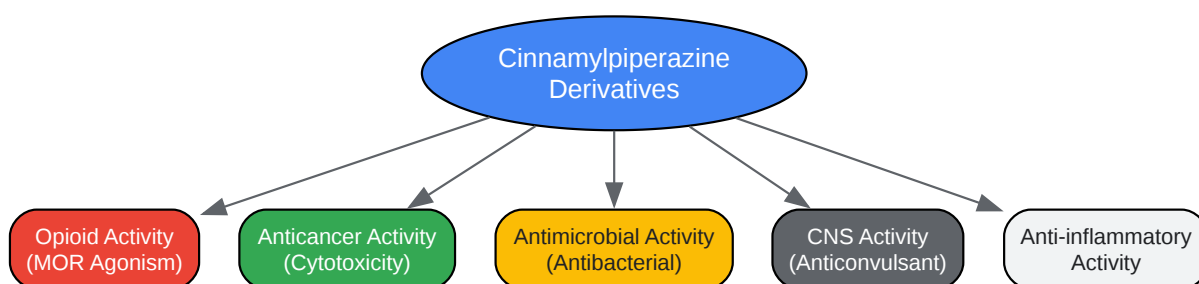 Cinnamylpiperazine
Derivatives
Opioid Activity
(MOR Agonism)
Anticancer Activity
(Cytotoxicity)
Antimicrobial Activity
(Antibacterial)
CNS Activity
(Anticonvulsant)
Anti-inflammatory
Activity